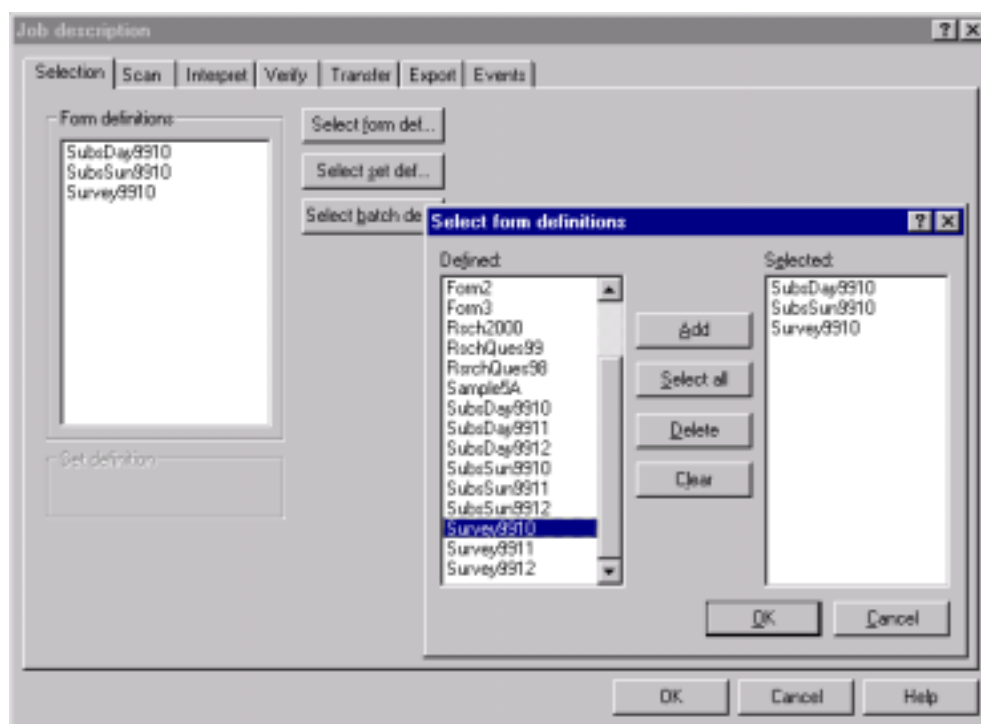 Job description
Selection Scan Interpret Verify Transfer Export Events
Form definitions
SubsDay9910
SubsSun9910
Survey9910
Select form def...
Select set def...
Select batch de
Set definition
Select form definitions
Defined:
Form2
Form3
Rsch2000
RschQues99
RsrchQues98
Sample5A
SubsDay9910
SubsDay9911
SubsDay9912
SubsSun9910
SubsSun9911
SubsSun9912
Survey9910
Survey9911
Survey9912
Add
Select all
Delete
Clear
Selected:
SubsDay9910
SubsSun9910
Survey9910
OK Cancel
OK Cancel Help